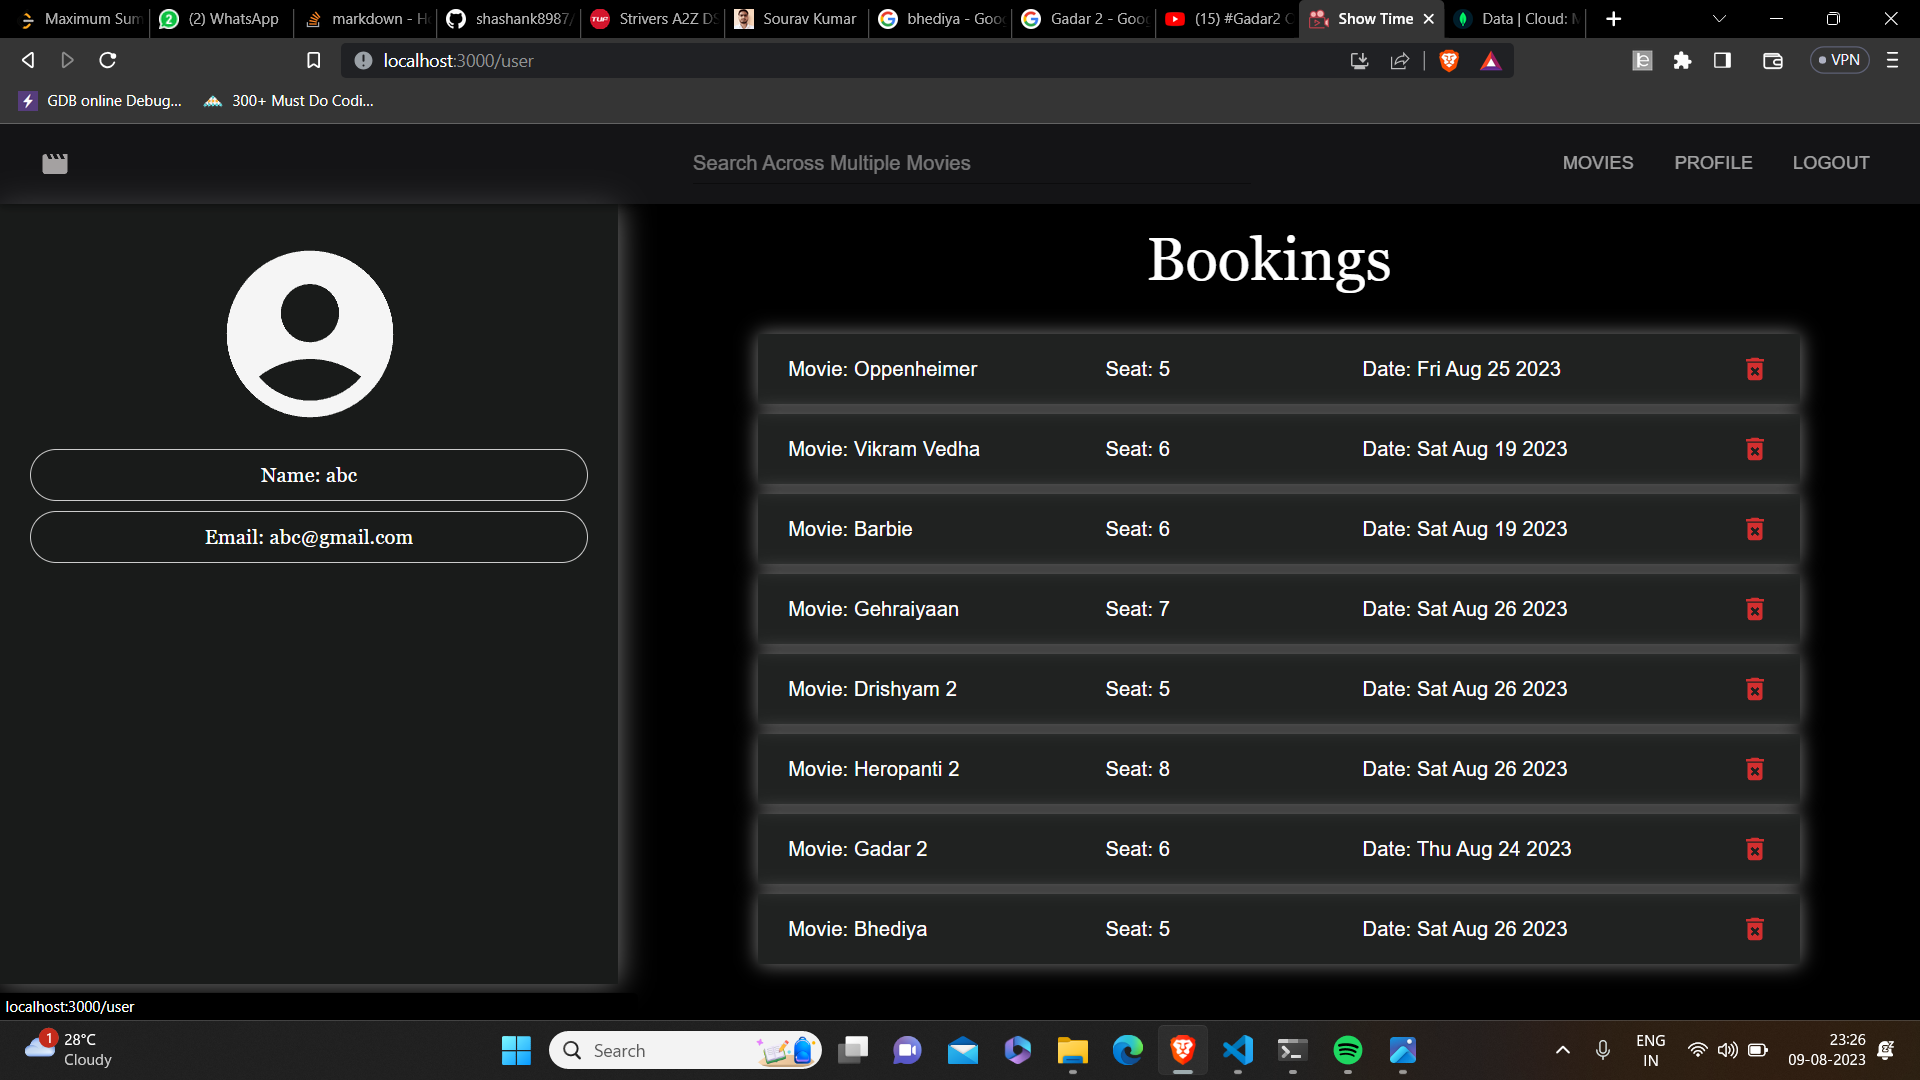 Maximum Sum
(2) WhatsApp
markdown - H
shashank8987/
Strivers A2Z DS
Sourav Kumar
bhediya - Goo
Gadar 2 - Goog
(15) #Gadar2 O
Show Time
Data | Cloud: M
localhost:3000/user
VPN
GDB online Debug...
300+ Must Do Codi...
Search Across Multiple Movies
MOVIES
PROFILE
LOGOUT
Name: abc
Email: abc@gmail.com
Bookings
Movie: Oppenheimer Seat: 5 Date: Fri Aug 25 2023
Movie: Vikram Vedha Seat: 6 Date: Sat Aug 19 2023
Movie: Barbie Seat: 6 Date: Sat Aug 19 2023
Movie: Gehraiyaan Seat: 7 Date: Sat Aug 26 2023
Movie: Drishyam 2 Seat: 5 Date: Sat Aug 26 2023
Movie: Heropanti 2 Seat: 8 Date: Sat Aug 26 2023
Movie: Gadar 2 Seat: 6 Date: Thu Aug 24 2023
Movie: Bhediya Seat: 5 Date: Sat Aug 26 2023
localhost:3000/user
1
28°C
Cloudy
Search
ENG
IN
23:26
09-08-2023